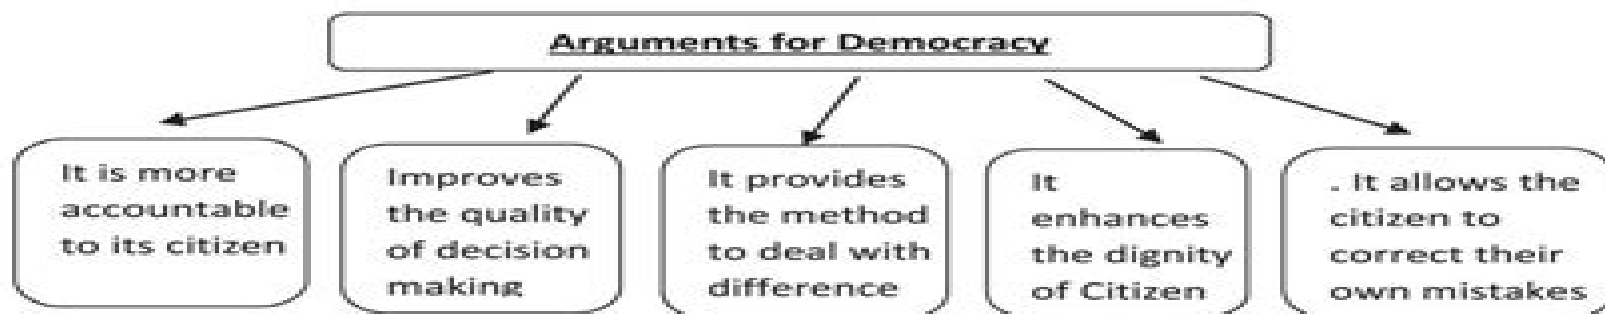 Arguments for Democracy
It is more
accountable
to its citizen
Improves
the quality
of decision
making
It provides
the method
to deal with
difference
It
enhances
the dignity
of Citizen
. It allows the
citizen to
correct their
own mistakes